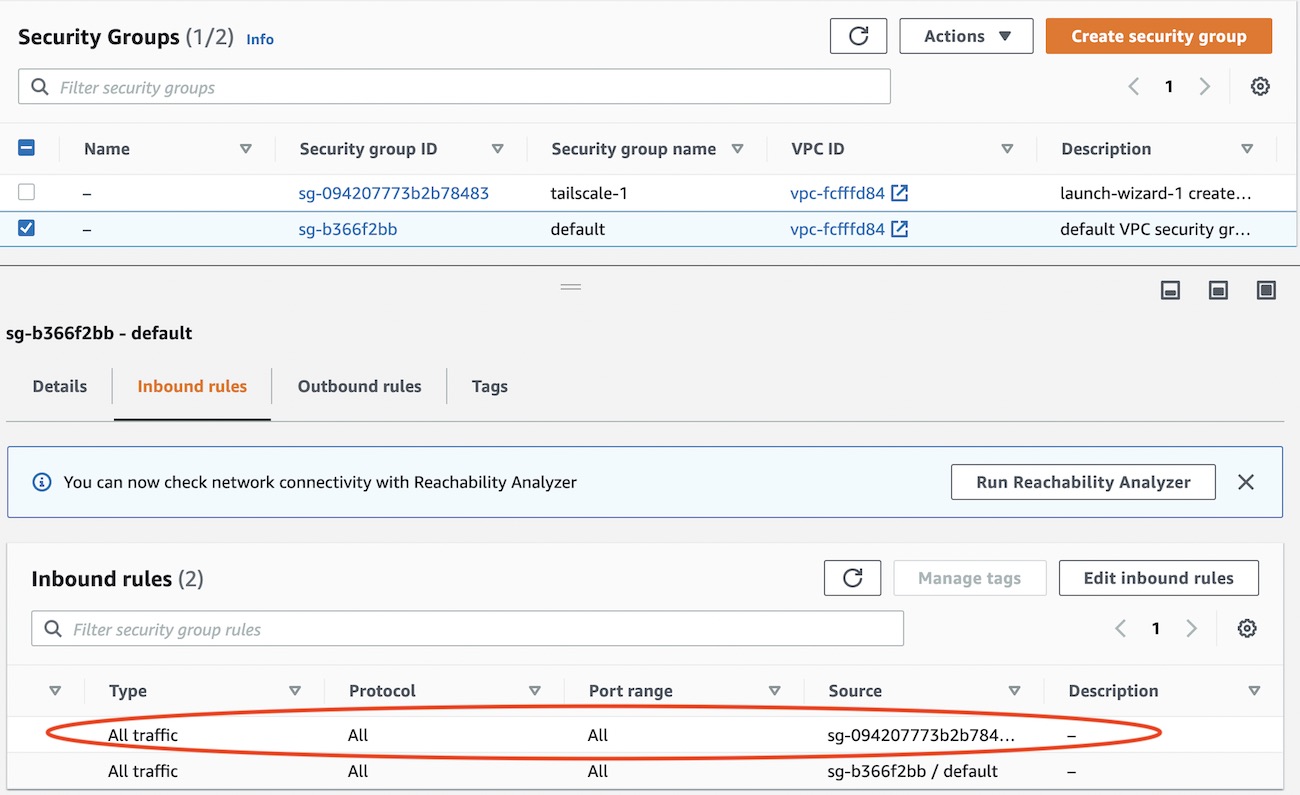 Security Groups (1/2) Info
Actions
Create security group
Filter security groups
1
Name Security group ID Security group name VPC ID Description
– sg-094207773b2b78483 tailscale-1 vpc-fcfffd84 launch-wizard-1 create...
– sg-b366f2bb default vpc-fcfffd84 default VPC security gr...
sg-b366f2bb - default
Details Inbound rules Outbound rules Tags
You can now check network connectivity with Reachability Analyzer Run Reachability Analyzer
Inbound rules (2) Manage tags Edit inbound rules
Filter security group rules 1
Type Protocol Port range Source Description
All traffic All All sg-094207773b2b784... –
All traffic All All sg-b366f2bb / default –